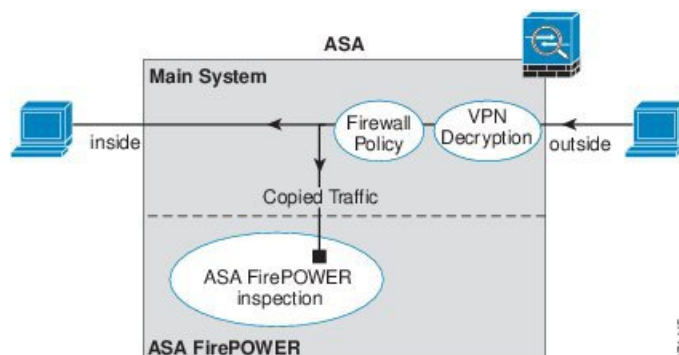 ASA
Main System
inside
Firewall
Policy
VPN
Decryption
outside
Copied Traffic
ASA FirePOWER
inspection
ASA FirePOWER